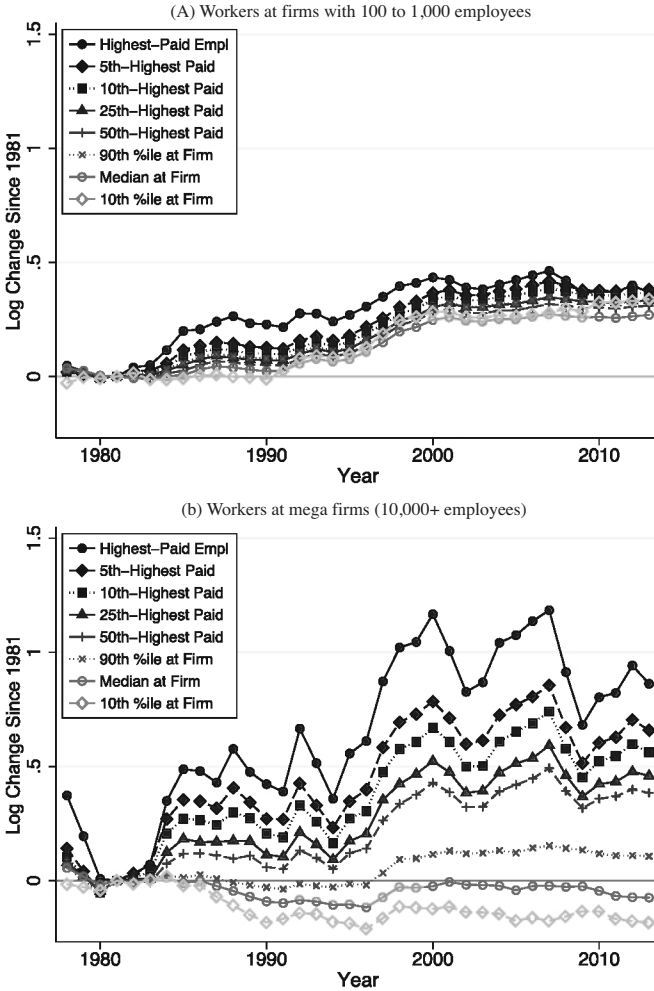 (A) Workers at firms with 100 to 1,000 employees
1.5
1
.5
0
Log Change Since 1981
Highest–Paid Empl
5th–Highest Paid
10th–Highest Paid
25th–Highest Paid
50th–Highest Paid
90th %ile at Firm
Median at Firm
10th %ile at Firm
1980
1990
2000
2010
Year
(b) Workers at mega firms (10,000+ employees)
1.5
1
.5
0
Log Change Since 1981
Highest–Paid Empl
5th–Highest Paid
10th–Highest Paid
25th–Highest Paid
50th–Highest Paid
90th %ile at Firm
Median at Firm
10th %ile at Firm
1980
1990
2000
2010
Year